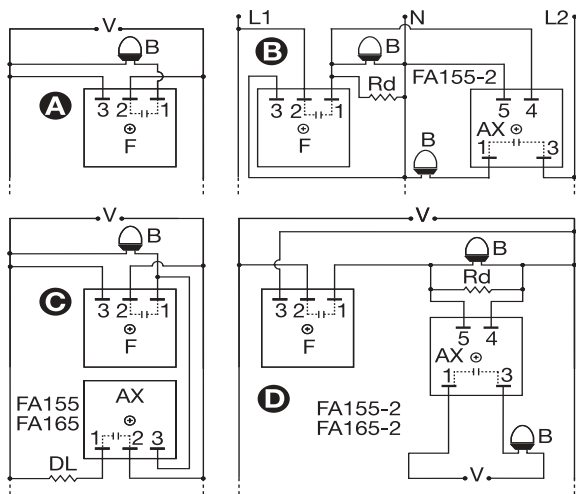 V
B
3 2 1
F
A
L1 N L2
B
B
Rd
FA155-2
3 2 1
F
5 4
AX
1 3
B
V
B
3 2 1
F
C
AX
FA155
FA165
1 2 3
DL
V
B
Rd
3 2 1
F
5 4
AX
1 3
D
FA155-2
FA165-2
B
V